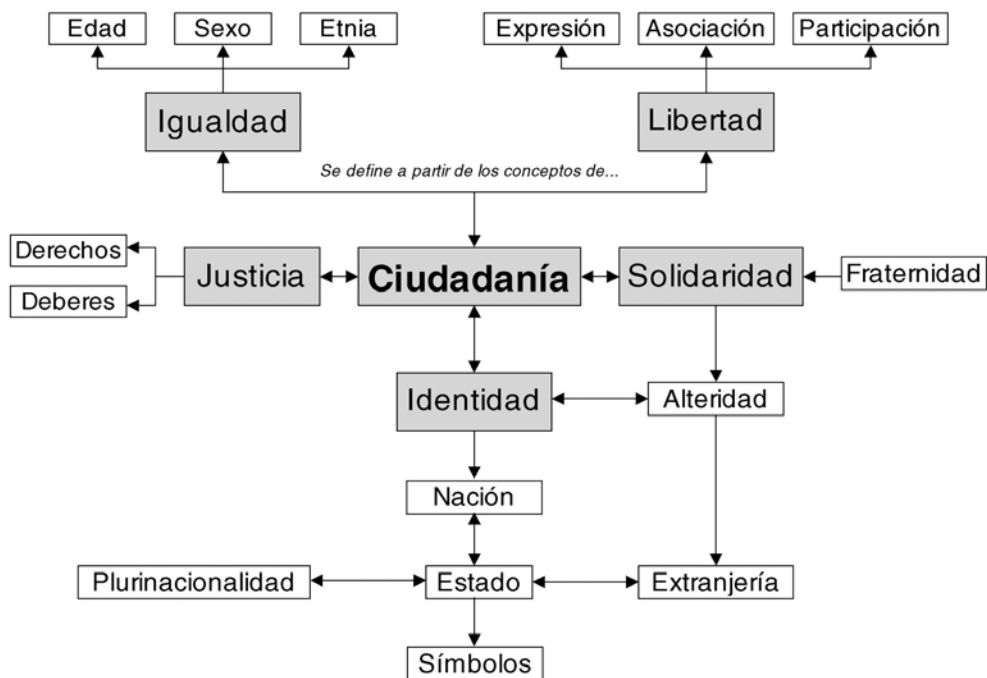 Edad
Sexo
Etnia
Expresión
Asociación
Participación
Igualdad
Libertad
Se define a partir de los conceptos de...
Derechos
Deberes
Justicia
Ciudadanía
Solidaridad
Fraternidad
Identidad
Alteridad
Nación
Plurinacionalidad
Estado
Extranjería
Símbolos